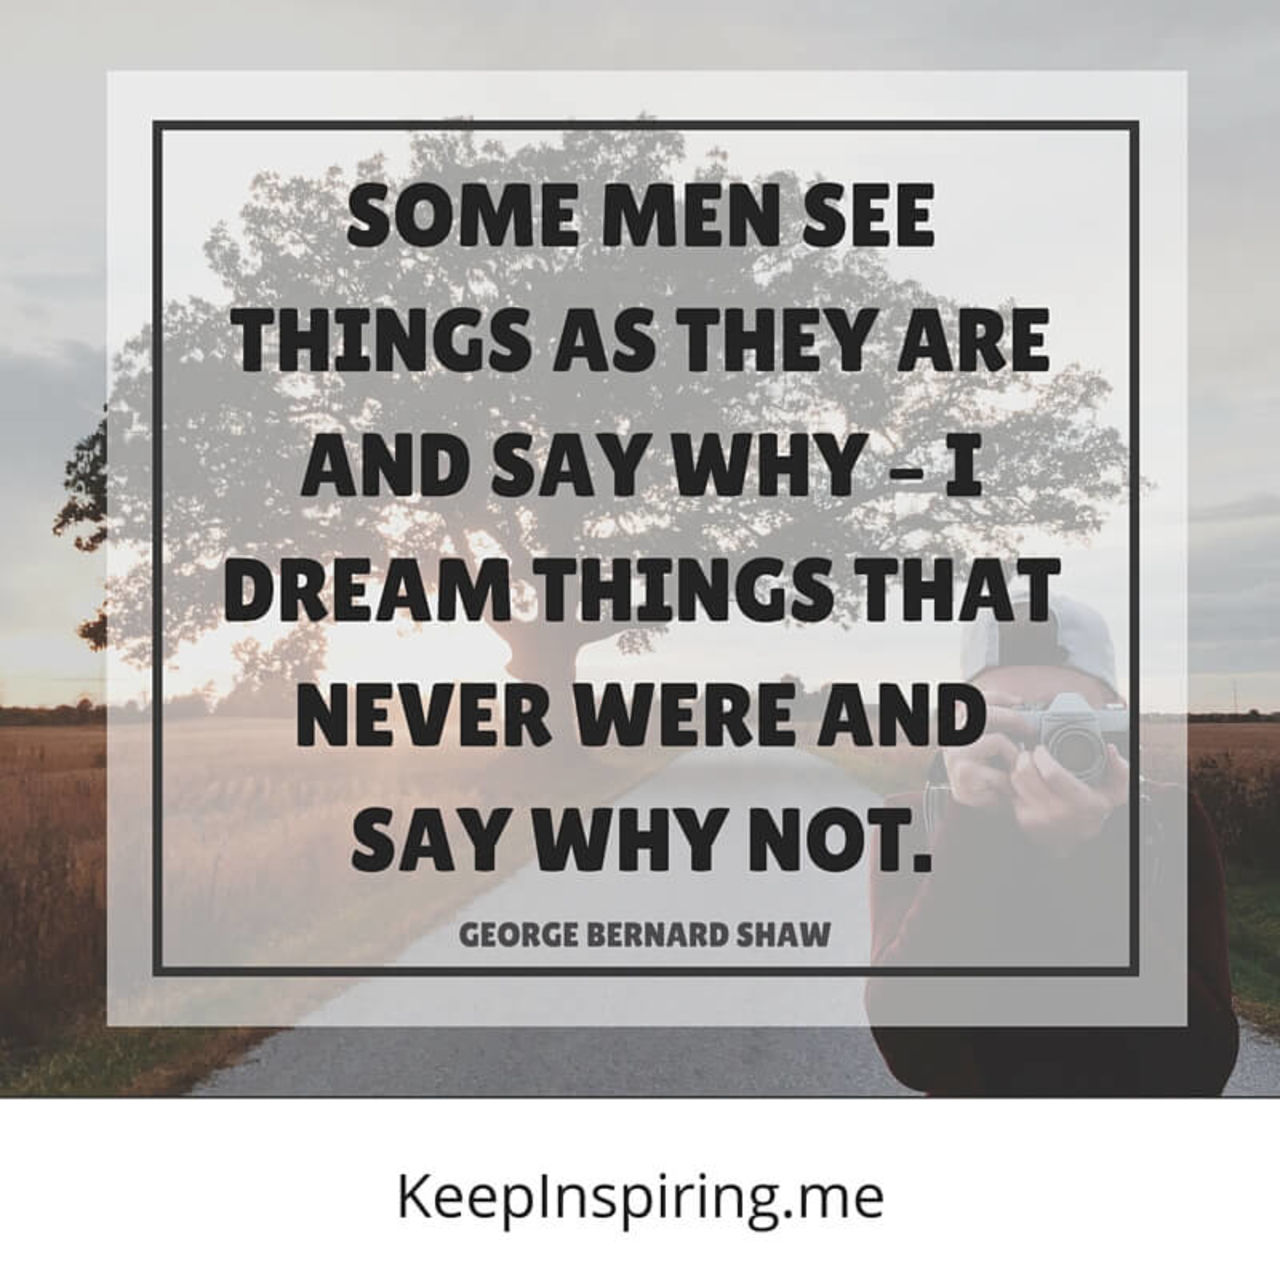 SOME MEN SEE
THINGS AS THEY ARE
AND SAY WHY – I
DREAM THINGS THAT
NEVER WERE AND
SAY WHY NOT.
GEORGE BERNARD SHAW
KeepInspiring.me